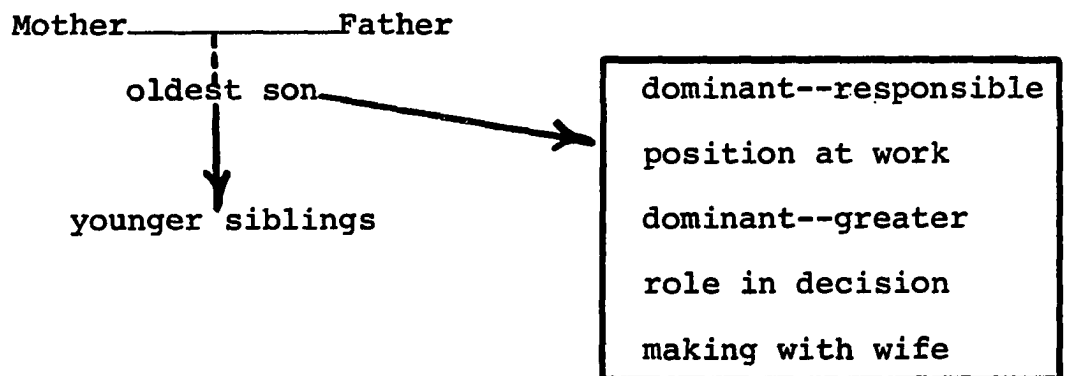 Mother Father
oldest son
younger siblings
dominant--responsible
position at work
dominant--greater
role in decision
making with wife